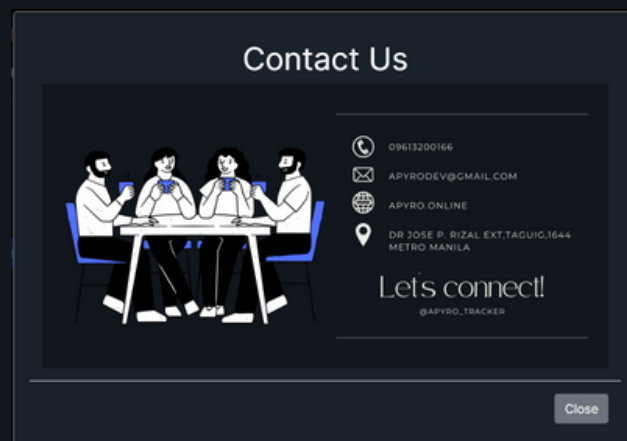 Contact Us
09613200166
APYRODEV@GMAIL.COM
APYRO.ONLINE
DR JOSE P. RIZAL EXT,TAGUIG,1644
METRO MANILA
Let's connect!
@APYRO_TRACKER
Close